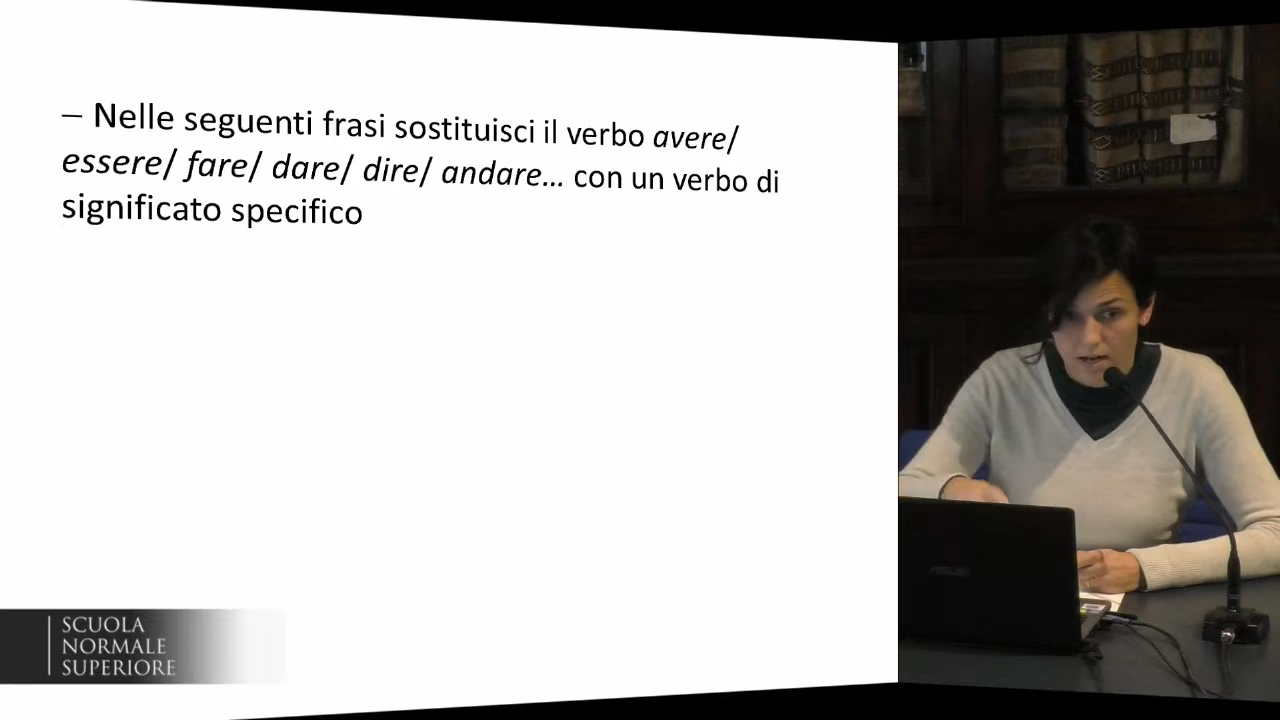 – Nelle seguenti frasi sostituisci il verbo avere/
essere/ fare/ dare/ dire/ andare... con un verbo di
significato specifico
SCUOLA
NORMALE
SUPERIORE
ASUS